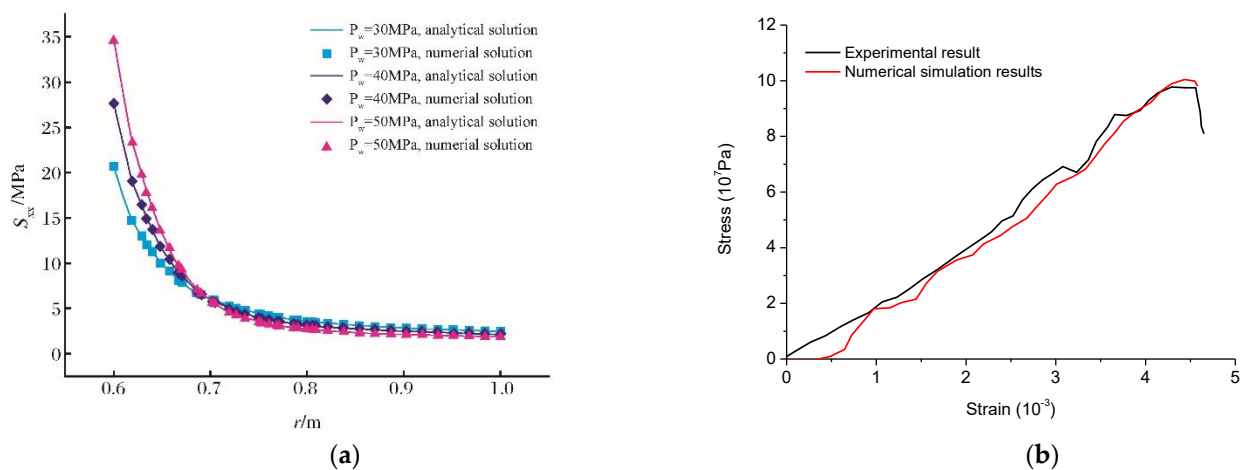 35
30
25
20
15
10
5
0
0.6
0.7
0.8
0.9
1.0
S_xx/MPa
r/m
P_w=30MPa, analytical solution
P_w=30MPa, numerial solution
P_w=40MPa, analytical solution
P_w=40MPa, numerial solution
P_w=50MPa, analytical solution
P_w=50MPa, numerial solution
(a)
12
10
8
6
4
2
0
0
1
2
3
4
5
Stress (10⁷Pa)
Strain (10⁻³)
Experimental result
Numerical simulation results
(b)